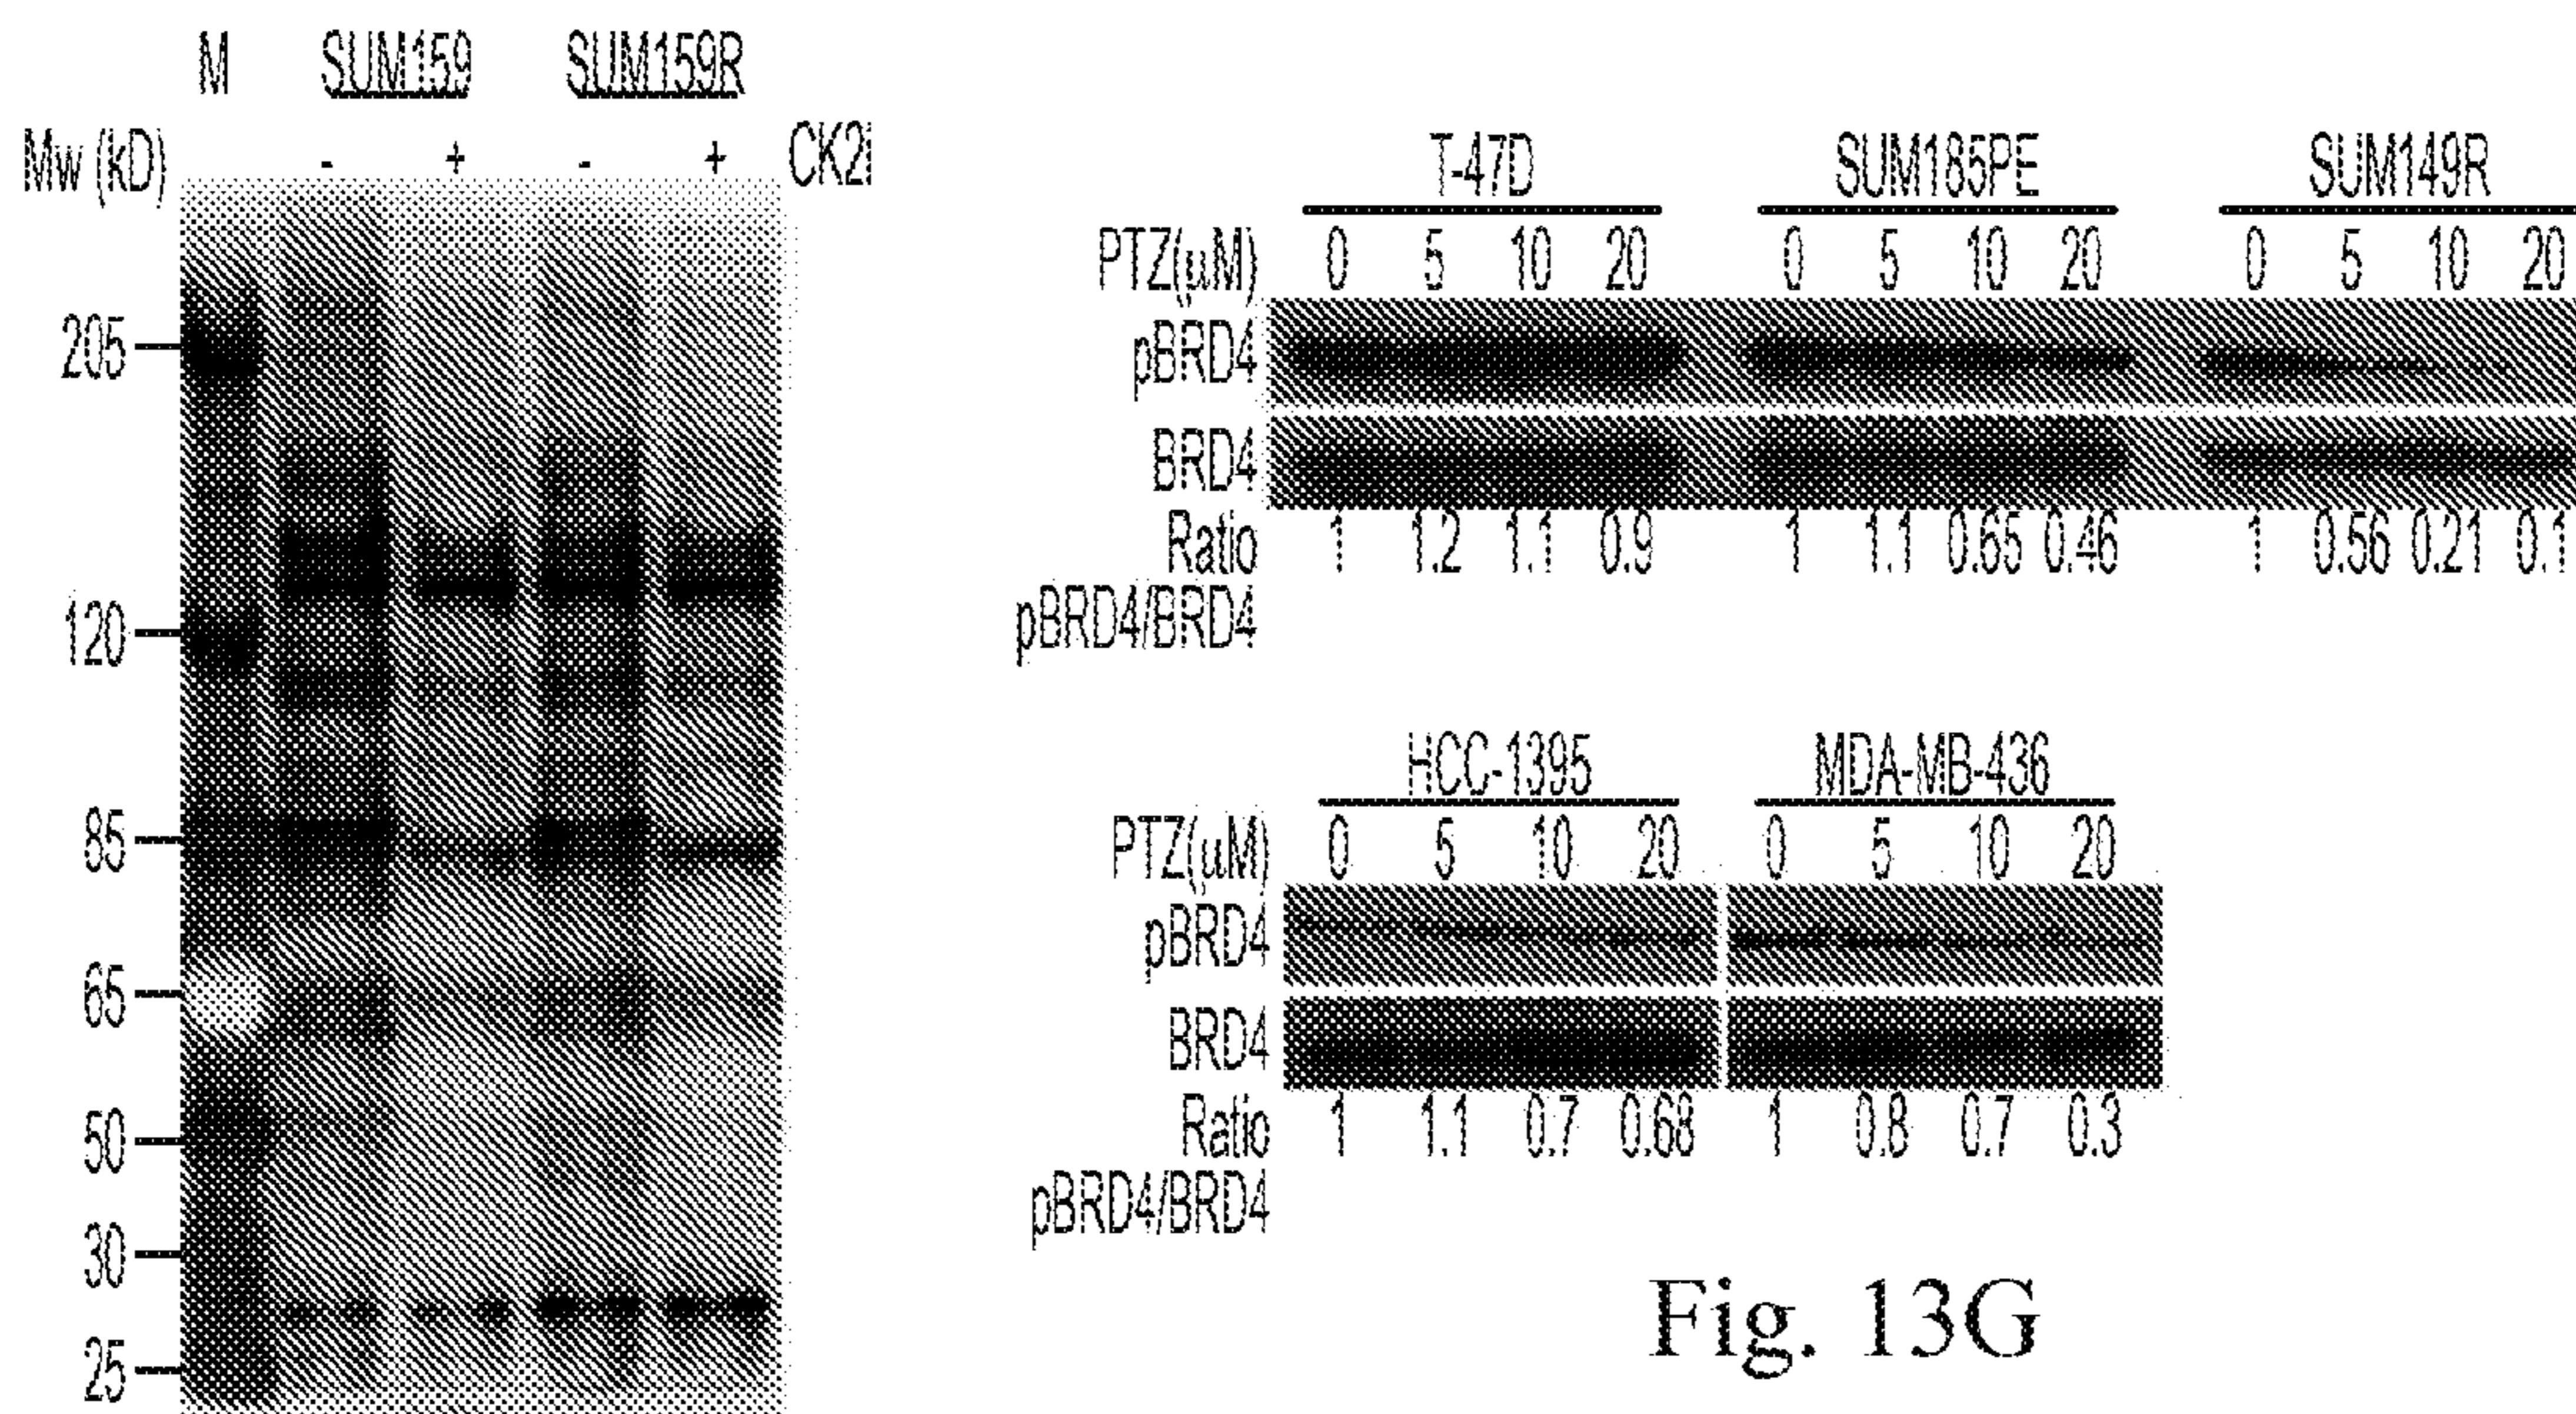 M SUM159 SUM159R
Mw (kD) - + - + CK2i
205
120
85
65
50
30
25
T-47D SUM185PE SUM149R
PTZ(µM) 0 5 10 20 0 5 10 20 0 5 10 20
pBRD4
BRD4
Ratio 1 1.2 1.1 0.9 1 1.1 0.65 0.46 1 0.56 0.21 0.1
pBRD4/BRD4
HCC-1395 MDA-MB-436
PTZ(µM) 0 5 10 20 0 5 10 20
pBRD4
BRD4
Ratio 1 1.1 0.7 0.68 1 0.8 0.7 0.3
pBRD4/BRD4
Fig. 13G